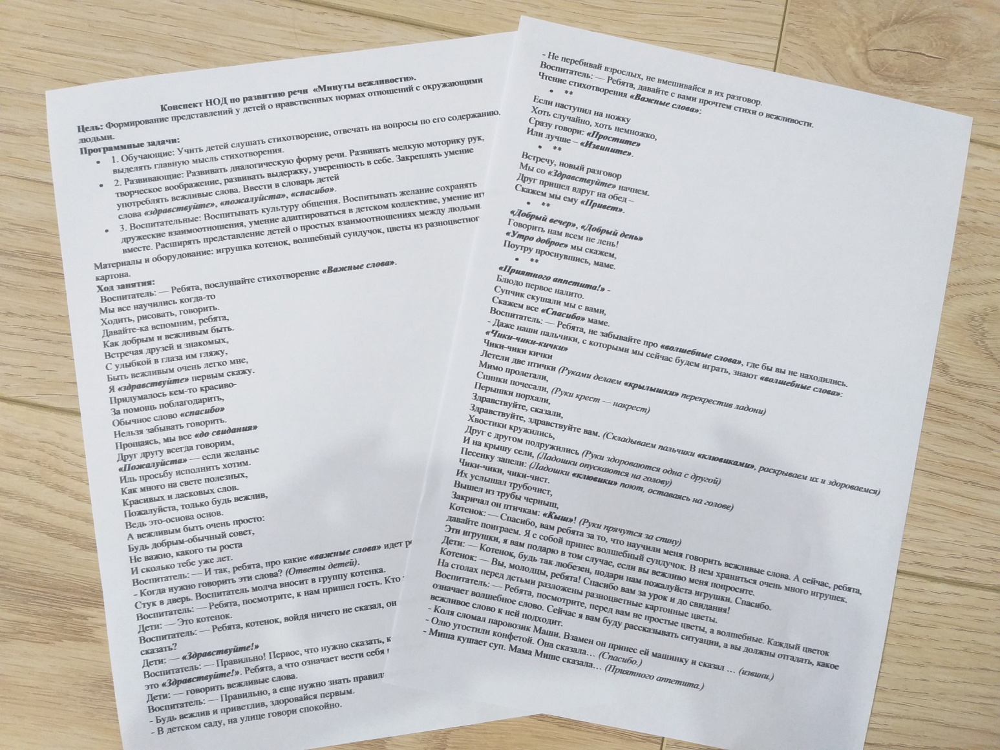 Конспект НОД по развитию речи «Минуты вежливости».
Цель: Формирование представлений у детей о нравственных нормах отношений с окружающими
людьми.
Программные задачи:
• 1. Обучающие: Учить детей слушать стихотворение, отвечать на вопросы по его содержанию,
выделять главную мысль стихотворения.
• 2. Развивающие: Развивать диалогическую форму речи. Развивать мелкую моторику рук,
творческое воображение, развивать выдержку, уверенность в себе. Закреплять умение
употреблять вежливые слова. Ввести в словарь детей
слова «здравствуйте», «пожалуйста», «спасибо».
• 3. Воспитательные: Воспитывать культуру общения. Воспитывать желание сохранять
дружеские взаимоотношения, умение адаптироваться в детском коллективе, умение
вместе. Расширять представление детей о простых взаимоотношениях между людьми.
Материалы и оборудование: игрушка котенок, волшебный сундучок, цветы из
картона.
Ход занятия:
Воспитатель: — Ребята, послушайте стихотворение «Важные слова».
Мы все научились когда-то
Ходить, рисовать, говорить.
Давайте-ка вспомним, ребята,
Как добрым и вежливым быть.
Встречая друзей и знакомых,
С улыбкой в глаза им гляжу,
Быть вежливым очень легко мне,
Я «здравствуйте» первым скажу.
Придумалось кем-то красиво-
За помощь поблагодарить,
Обычное слово «спасибо»
Нельзя забывать говорить.
Прощаясь, мы все «до свидания»
Друг другу всегда говорим,
«Пожалуйста» — если желанье
Иль просьбу исполнить хотим.
Как много на свете полезных,
Красивых и ласковых слов.
Пожалуйста, только будь вежлив,
Ведь это-основа основ.
А вежливым быть очень просто:
Будь добрым-обычный совет,
Не важно, какого ты роста
И сколько тебе уже лет.
Воспитатель: — И так, ребята, про какие «важные слова» идет
- Когда нужно говорить эти слова? (Ответы детей).
Стук в дверь. Воспитатель молча вносит в группу котенка.
Воспитатель: — Ребята, посмотрите, к нам пришел гость. Кто
Дети: — Это котенок.
Воспитатель: — Ребята, котенок, войдя ничего не сказал, он
сказать?
Дети: — «Здравствуйте!»
Воспитатель: — Правильно! Первое, что нужно сказать,
это «Здравствуйте!». Ребята, а что означает вести себя
Дети: — говорить вежливые слова.
Воспитатель: — Правильно, а еще нужно знать
- Будь вежлив и приветлив, здоровайся первым.
- В детском саду, на улице говори спокойно.
- Не перебивай взрослых, не вмешивайся в их разговор.
Воспитатель: — Ребята, давайте с вами прочтем стихи о вежливости.
Чтение стихотворения «Важные слова»:
• **
Если наступил на ножку
Хоть случайно, хоть немножко,
Сразу говори: «Простите»
Или лучше – «Извините».
• **
Встречу, новый разговор
Мы со «Здравствуйте» начнем.
Друг пришел вдруг на обед –
Скажем мы ему «Привет».
• **
«Добрый вечер», «Добрый день»
Говорить нам всем не лень!
«Утро доброе» мы скажем,
Поутру проснувшись, маме.
• **
«Приятного аппетита!» -
Блюдо первое налито.
Супчик скушали мы с вами,
Скажем все «Спасибо» маме.
Воспитатель: — Ребята, не забывайте про «волшебные слова», где бы вы не находились.
- Даже наши пальчики, с которыми мы сейчас будем играть, знают «волшебные слова»:
«Чики-чики-кички»
Чики-чики кички
Летели две птички (Руками делаем «крылышки» перекрестив ладони)
Мимо пролетали,
Спинки почесали, (Руки крест — накрест)
Перышки порхали,
Здравствуйте, сказали,
Здравствуйте, здравствуйте вам. (Складываем пальчики «клювиками», раскрываем их и здороваемся)
Хвостики кружились,
Друг с другом подружились (Руки здороваются одна с другой)
И на крышу сели, (Ладошки опускаются на голову)
Песенку запели: (Ладошки «клювики» поют, оставаясь на голове)
Чики-чики, чики-чист.
Их услышал трубочист,
Вышел из трубы черныш,
Закричал он птичкам: «Кыш»! (Руки прячутся за спину)
Котенок: — Спасибо, вам ребята за то, что научили меня говорить вежливые слова. А сейчас, ребята,
давайте поиграем. Я с собой принес волшебный сундучок. В нем храниться очень много игрушек.
Эти игрушки, я вам подарю в том случае, если вы вежливо меня попросите.
Дети: — Котенок, будь так любезен, подари нам пожалуйста игрушки. Спасибо.
Котенок: — Вы, молодцы, ребята! Спасибо вам за урок и до свидания!
На столах перед детьми разложены разноцветные картонные цветы.
Воспитатель: — Ребята, посмотрите, перед вам не простые цветы, а волшебные. Каждый цветок
означает волшебное слово. Сейчас я вам буду рассказывать ситуации, а вы должны отгадать, какое
вежливое слово к ней подходит.
- Коля сломал паровозик Маши. Взамен он принес ей машинку и сказал … (извини.)
- Олю угостили конфетой. Она сказала… (Спасибо.)
- Миша кушает суп. Мама Мише сказала… (Приятного аппетита.)